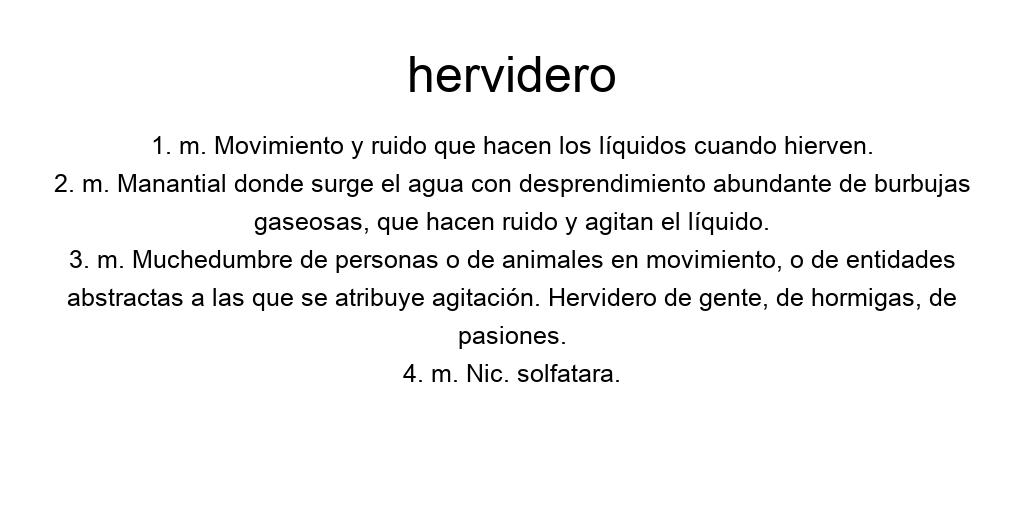 hervidero
1. m. Movimiento y ruido que hacen los líquidos cuando hierven.
2. m. Manantial donde surge el agua con desprendimiento abundante de burbujas
gaseosas, que hacen ruido y agitan el líquido.
3. m. Muchedumbre de personas o de animales en movimiento, o de entidades
abstractas a las que se atribuye agitación. Hervidero de gente, de hormigas, de
pasiones.
4. m. Nic. solfatara.